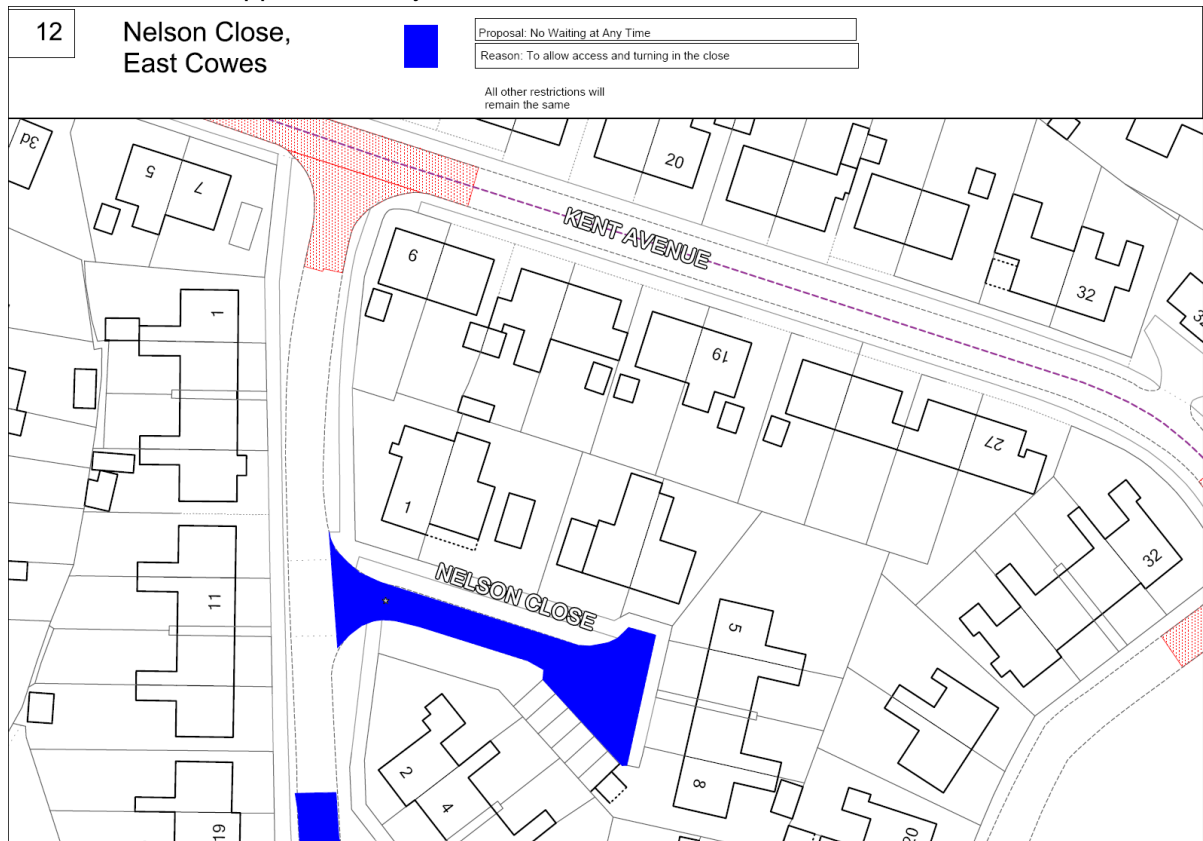 12
Nelson Close,
East Cowes
Proposal: No Waiting at Any Time
Reason: To allow access and turning in the close
All other restrictions will
remain the same
3d
5
7
20
KENT AVENUE
9
32
1
19
27
1
NELSON CLOSE
32
11
5
2
4
8
19
20